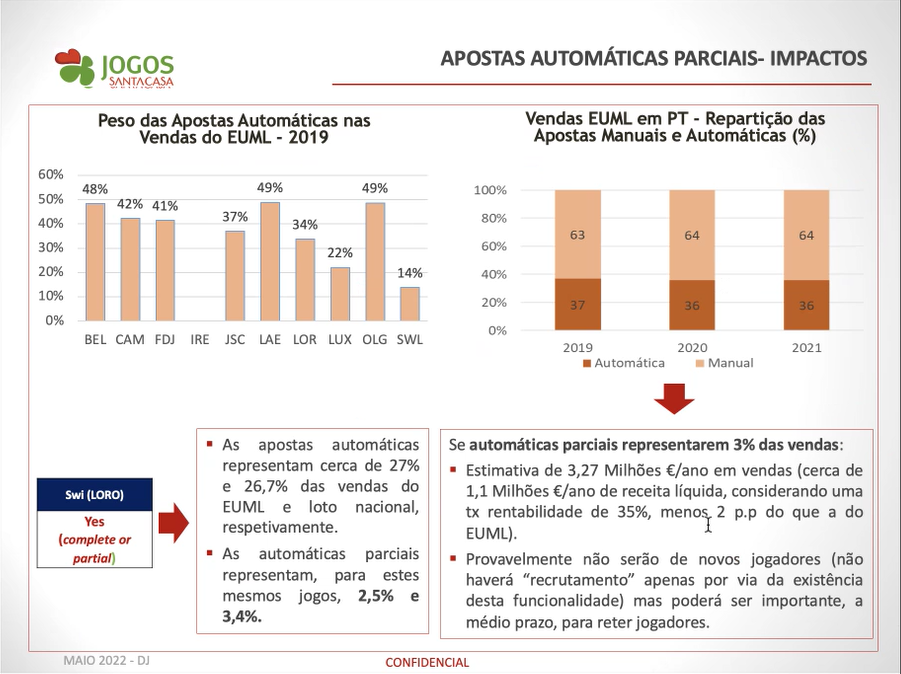 JOGOS
SANTACASA
APOSTAS AUTOMÁTICAS PARCIAIS- IMPACTOS
Peso das Apostas Automáticas nas
Vendas do EUML - 2019
60%
50%
40%
30%
20%
10%
0%
48%
42%
41%
37%
49%
34%
22%
49%
14%
BEL CAM FDJ IRE JSC LAE LOR LUX OLG SWL
Vendas EUML em PT - Repartição das
Apostas Manuais e Automáticas (%)
100%
80%
60%
40%
20%
0%
63 64 64
37 36 36
2019 2020 2021
Automática Manual
Swi (LORO)
Yes
(complete or
partial)
▪ As apostas automáticas
representam cerca de 27%
e 26,7% das vendas do
EUML e loto nacional,
respetivamente.
▪ As automáticas parciais
representam, para estes
mesmos jogos, 2,5% e
3,4%.
Se automáticas parciais representarem 3% das vendas:
▪ Estimativa de 3,27 Milhões €/ano em vendas (cerca de
1,1 Milhões €/ano de receita líquida, considerando uma
tx rentabilidade de 35%, menos 2 p.p do que a do
EUML).
▪ Provavelmente não serão de novos jogadores (não
haverá “recrutamento” apenas por via da existência
desta funcionalidade) mas poderá ser importante, a
médio prazo, para reter jogadores.
MAIO 2022 - DJ
CONFIDENCIAL